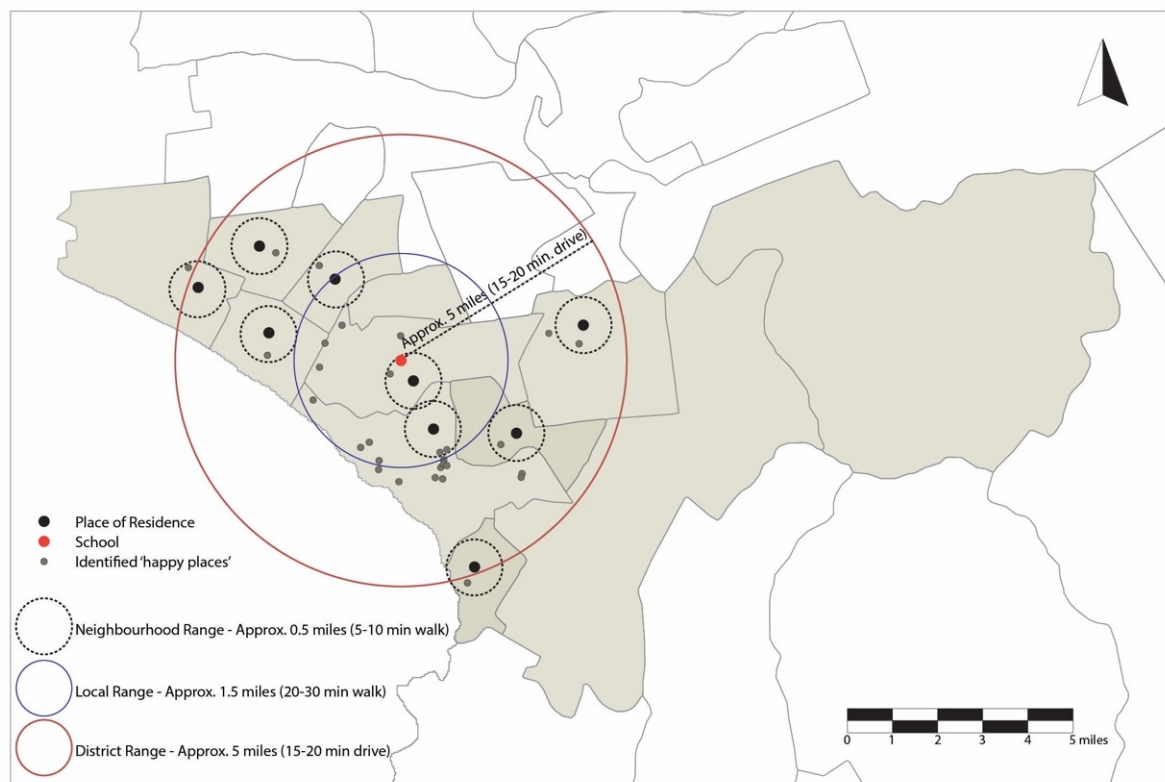 Approx. 5 miles (15-20 min. drive)
Place of Residence
School
Identified ‘happy places’
Neighbourhood Range - Approx. 0.5 miles (5-10 min walk)
Local Range - Approx. 1.5 miles (20-30 min walk)
District Range - Approx. 5 miles (15-20 min drive)
0 1 2 3 4 5 miles